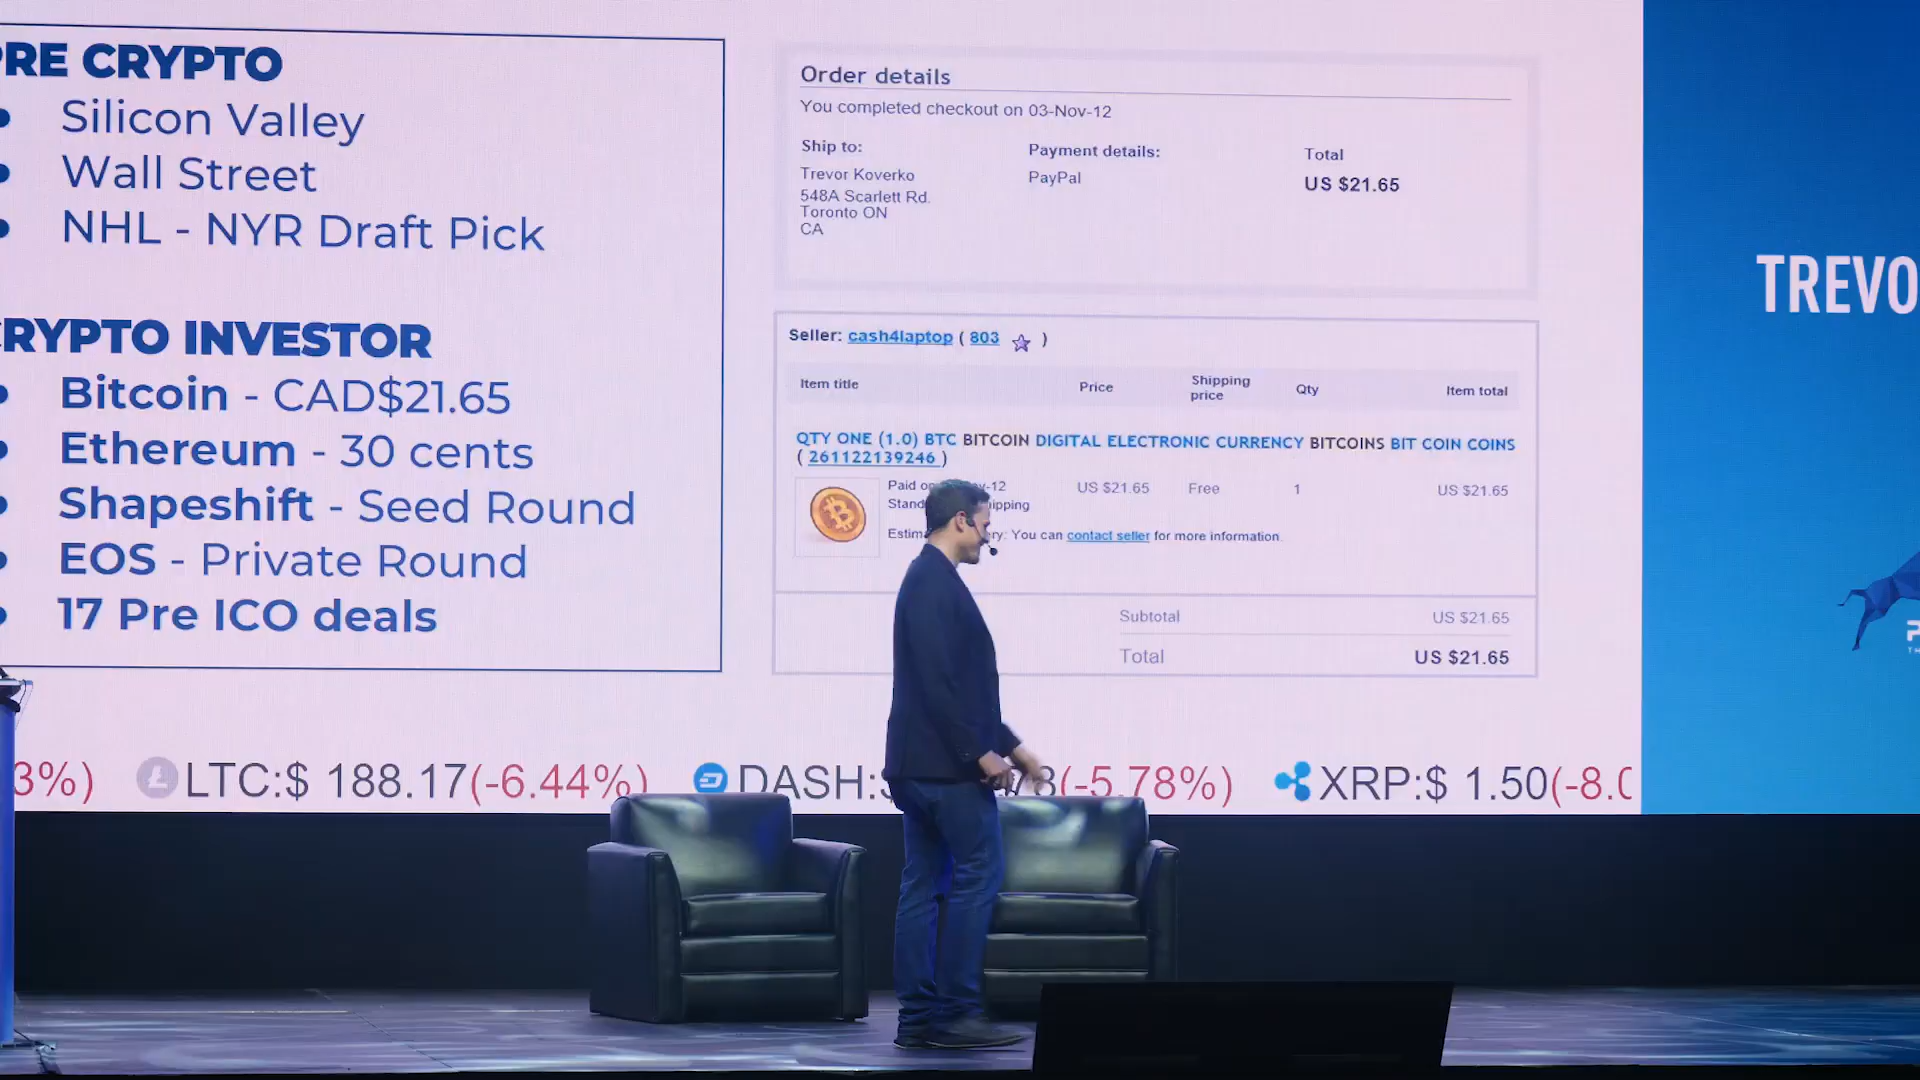 RE CRYPTO
Silicon Valley
Wall Street
NHL - NYR Draft Pick
RYPTO INVESTOR
Bitcoin - CAD$21.65
Ethereum - 30 cents
Shapeshift - Seed Round
EOS - Private Round
17 Pre ICO deals
Order details
You completed checkout on 03-Nov-12
Ship to:
Trevor Koverko
548A Scarlett Rd.
Toronto ON
CA
Payment details:
PayPal
Total
US $21.65
Seller: cash4laptop ( 803 )
Item title Price Shipping price Qty Item total
QTY ONE (1.0) BTC BITCOIN DIGITAL ELECTRONIC CURRENCY BITCOINS BIT COIN COINS
( 261122139246 )
Paid on v-12 US $21.65 Free 1 US $21.65
Stand ipping
Estim ry: You can contact seller for more information.
Subtotal US $21.65
Total US $21.65
3%) LTC:$ 188.17(-6.44%) DASH: 78(-5.78%) XRP:$ 1.50(-8.0
TREVO